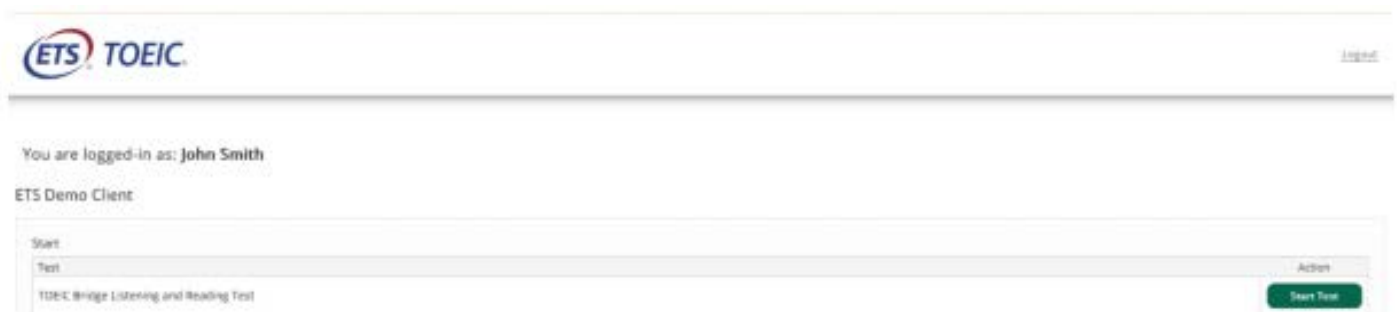 ETS TOEIC.
Logout
You are logged-in as: John Smith
ETS Demo Client
Start
Test Action
TOEIC Bridge Listening and Reading Test Start Test